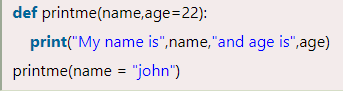 def printme(name,age=22):
print("My name is",name,"and age is",age)
printme(name = "john")